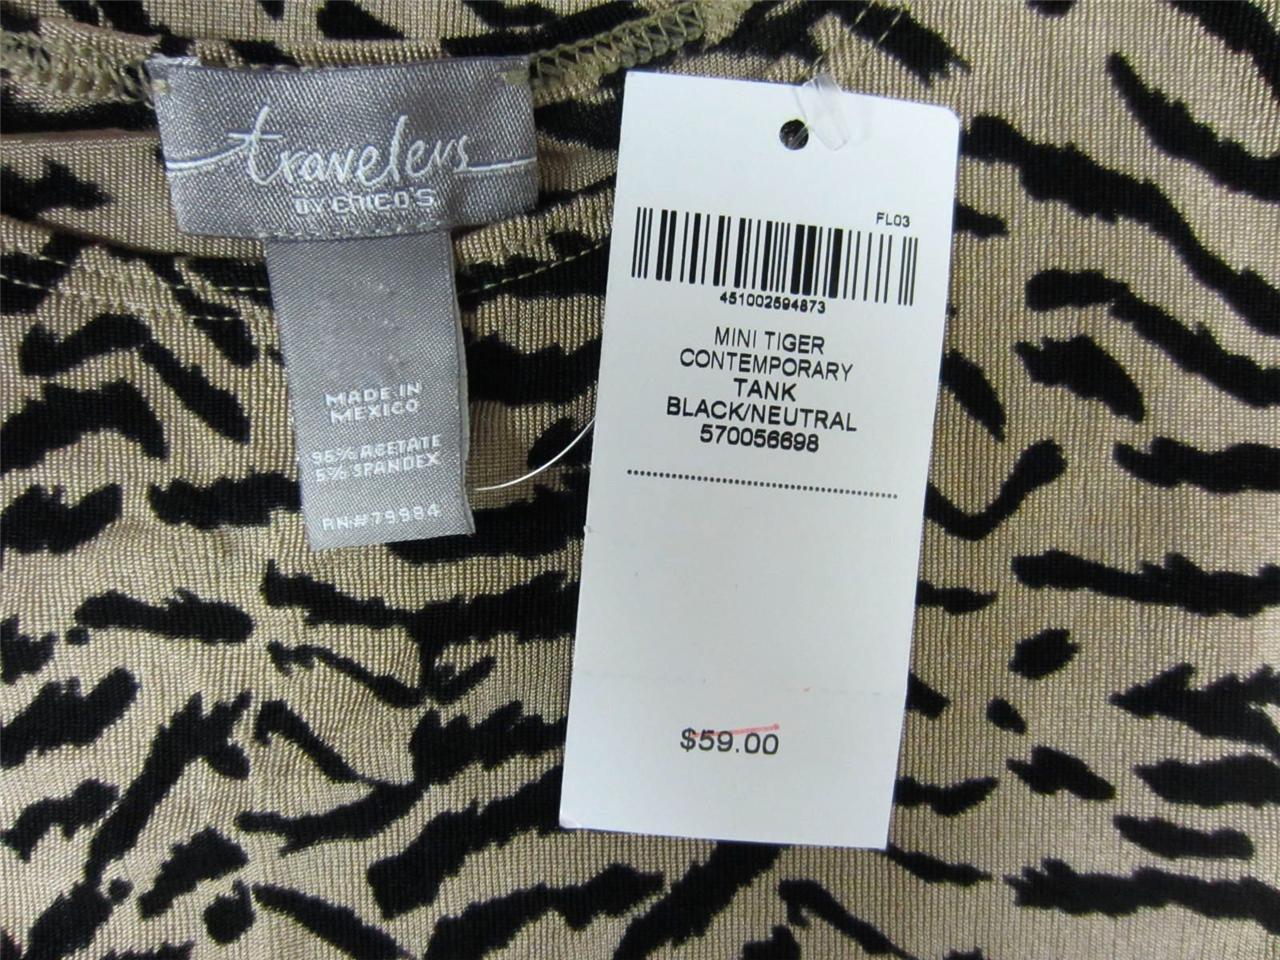 travelers
BY CHICO'S
MADE IN
MEXICO
95% ACETATE
5% SPANDEX
RN#79984
FL03
451002594873
MINI TIGER
CONTEMPORARY
TANK
BLACK/NEUTRAL
570056698
$59.00